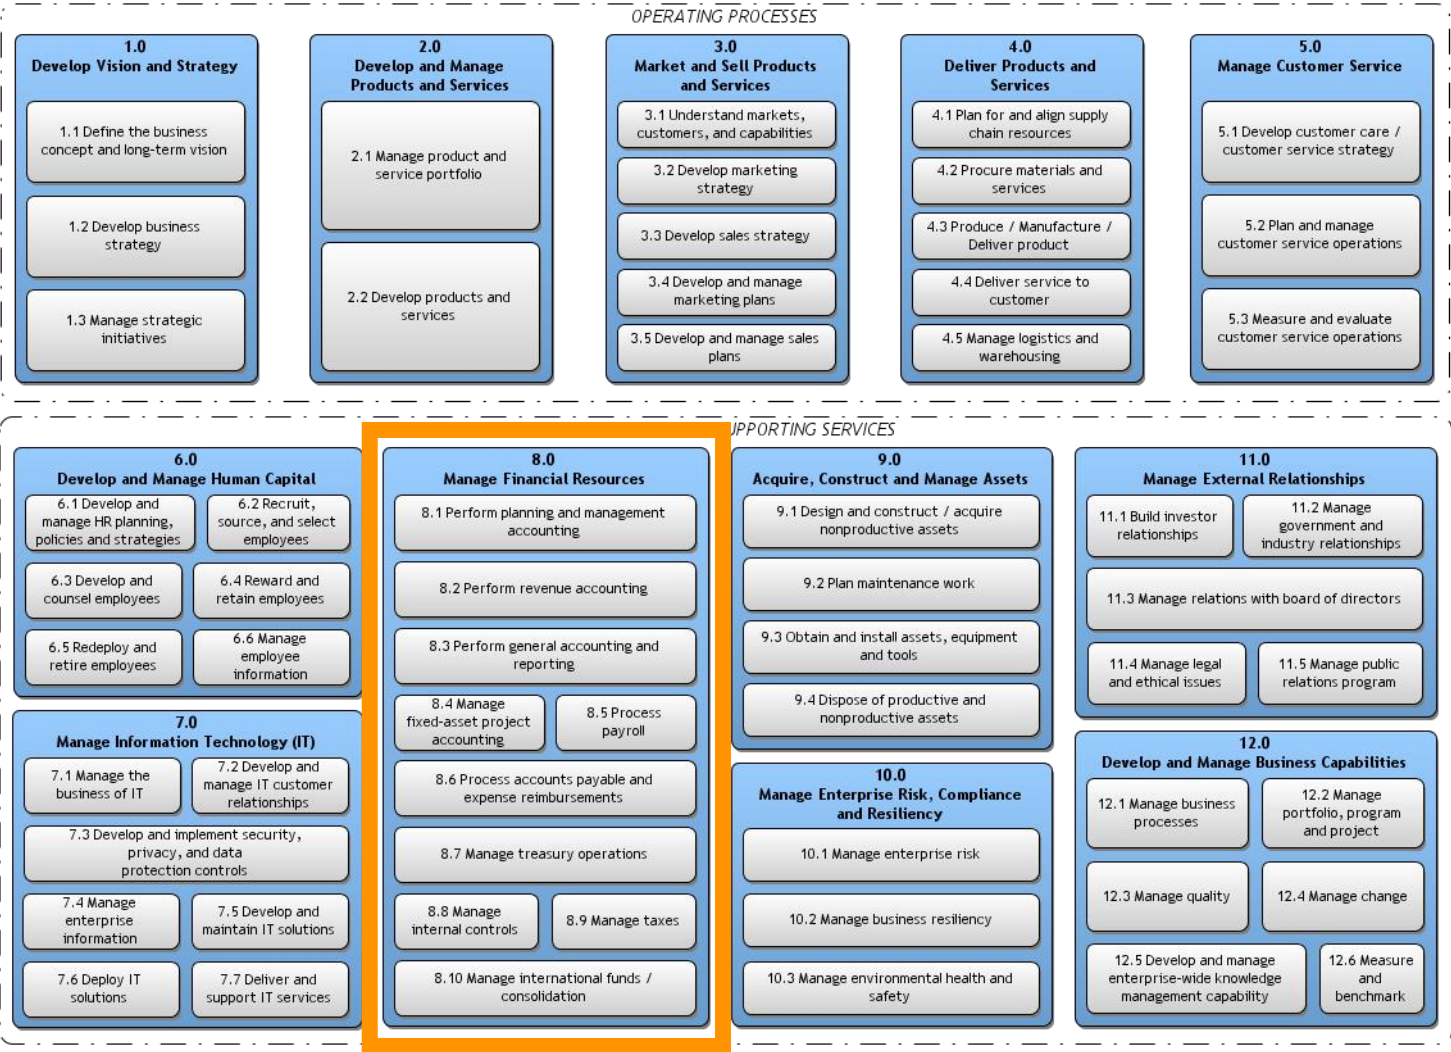 OPERATING PROCESSES
1.0
Develop Vision and Strategy
1.1 Define the business
concept and long-term vision
1.2 Develop business
strategy
1.3 Manage strategic
initiatives
2.0
Develop and Manage
Products and Services
2.1 Manage product and
service portfolio
2.2 Develop products and
services
3.0
Market and Sell Products
and Services
3.1 Understand markets,
customers, and capabilities
3.2 Develop marketing
strategy
3.3 Develop sales strategy
3.4 Develop and manage
marketing plans
3.5 Develop and manage sales
plans
4.0
Deliver Products and
Services
4.1 Plan for and align supply
chain resources
4.2 Procure materials and
services
4.3 Produce / Manufacture /
Deliver product
4.4 Deliver service to
customer
4.5 Manage logistics and
warehousing
5.0
Manage Customer Service
5.1 Develop customer care /
customer service strategy
5.2 Plan and manage
customer service operations
5.3 Measure and evaluate
customer service operations
UPPORTING SERVICES
6.0
Develop and Manage Human Capital
6.1 Develop and
manage HR planning,
policies and strategies
6.2 Recruit,
source, and select
employees
6.3 Develop and
counsel employees
6.4 Reward and
retain employees
6.5 Redeploy and
retire employees
6.6 Manage
employee
information
7.0
Manage Information Technology (IT)
7.1 Manage the
business of IT
7.2 Develop and
manage IT customer
relationships
7.3 Develop and implement security,
privacy, and data
protection controls
7.4 Manage
enterprise
information
7.5 Develop and
maintain IT solutions
7.6 Deploy IT
solutions
7.7 Deliver and
support IT services
8.0
Manage Financial Resources
8.1 Perform planning and management
accounting
8.2 Perform revenue accounting
8.3 Perform general accounting and
reporting
8.4 Manage
fixed-asset project
accounting
8.5 Process
payroll
8.6 Process accounts payable and
expense reimbursements
8.7 Manage treasury operations
8.8 Manage
internal controls
8.9 Manage taxes
8.10 Manage international funds /
consolidation
9.0
Acquire, Construct and Manage Assets
9.1 Design and construct / acquire
nonproductive assets
9.2 Plan maintenance work
9.3 Obtain and install assets, equipment
and tools
9.4 Dispose of productive and
nonproductive assets
10.0
Manage Enterprise Risk, Compliance
and Resiliency
10.1 Manage enterprise risk
10.2 Manage business resiliency
10.3 Manage environmental health and
safety
11.0
Manage External Relationships
11.1 Build investor
relationships
11.2 Manage
government and
industry relationships
11.3 Manage relations with board of directors
11.4 Manage legal
and ethical issues
11.5 Manage public
relations program
12.0
Develop and Manage Business Capabilities
12.1 Manage business
processes
12.2 Manage
portfolio, program
and project
12.3 Manage quality
12.4 Manage change
12.5 Develop and manage
enterprise-wide knowledge
management capability
12.6 Measure
and
benchmark